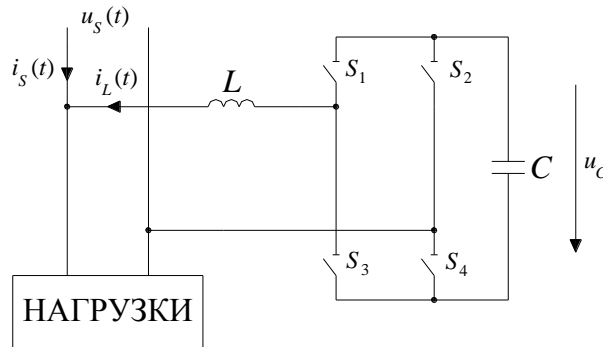 u_S(t)
i_S(t)
i_L(t)
L
S_1
S_2
C
u_C
S_3
S_4
НАГРУЗКИ